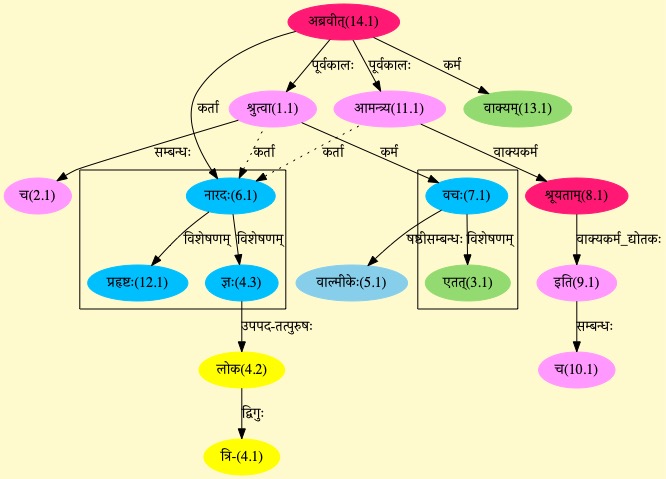 अब्रवीत्(14.1)
पूर्वकालः पूर्वकालः कर्म
कर्ता श्रुत्वा(1.1) आमन्त्र्य(11.1) वाक्यम्(13.1)
सम्बन्धः कर्ता कर्ता कर्म वाक्यकर्म
च(2.1) नारदः(6.1) वचः(7.1) श्रूयताम्(8.1)
विशेषणम् विशेषणम् षष्ठीसम्बन्धः विशेषणम् वाक्यकर्म_द्योतकः
प्रहृष्टः(12.1) ज्ञः(4.3) वाल्मीकेः(5.1) एतत्(3.1) इति(9.1)
उपपद-तत्पुरुषः सम्बन्धः
लोक(4.2) च(10.1)
द्विगुः
त्रि-(4.1)